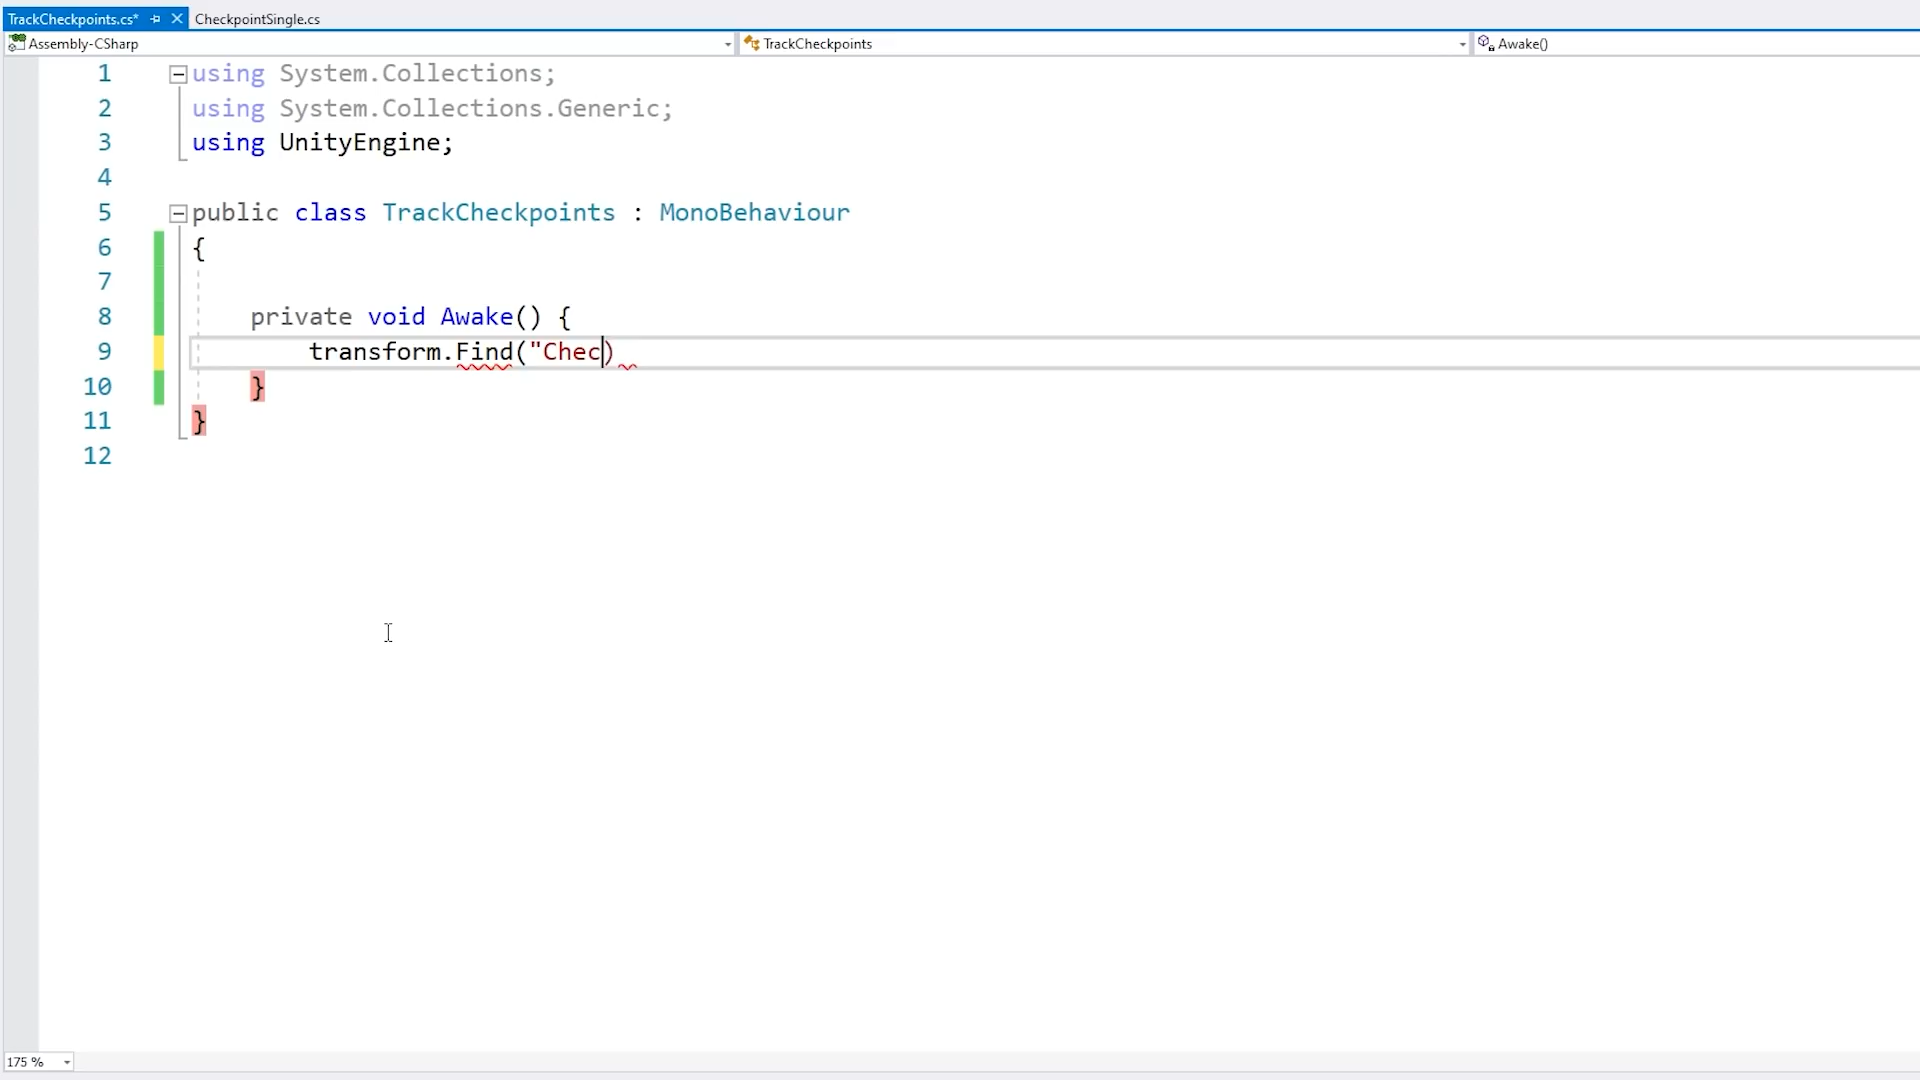 TrackCheckpoints.cs* CheckpointSingle.cs
Assembly-CSharp TrackCheckpoints Awake()
1 using System.Collections;
2 using System.Collections.Generic;
3 using UnityEngine;
4
5 public class TrackCheckpoints : MonoBehaviour
6 {
7
8 private void Awake() {
9 transform.Find("Chec)
10 }
11 }
12
175 %